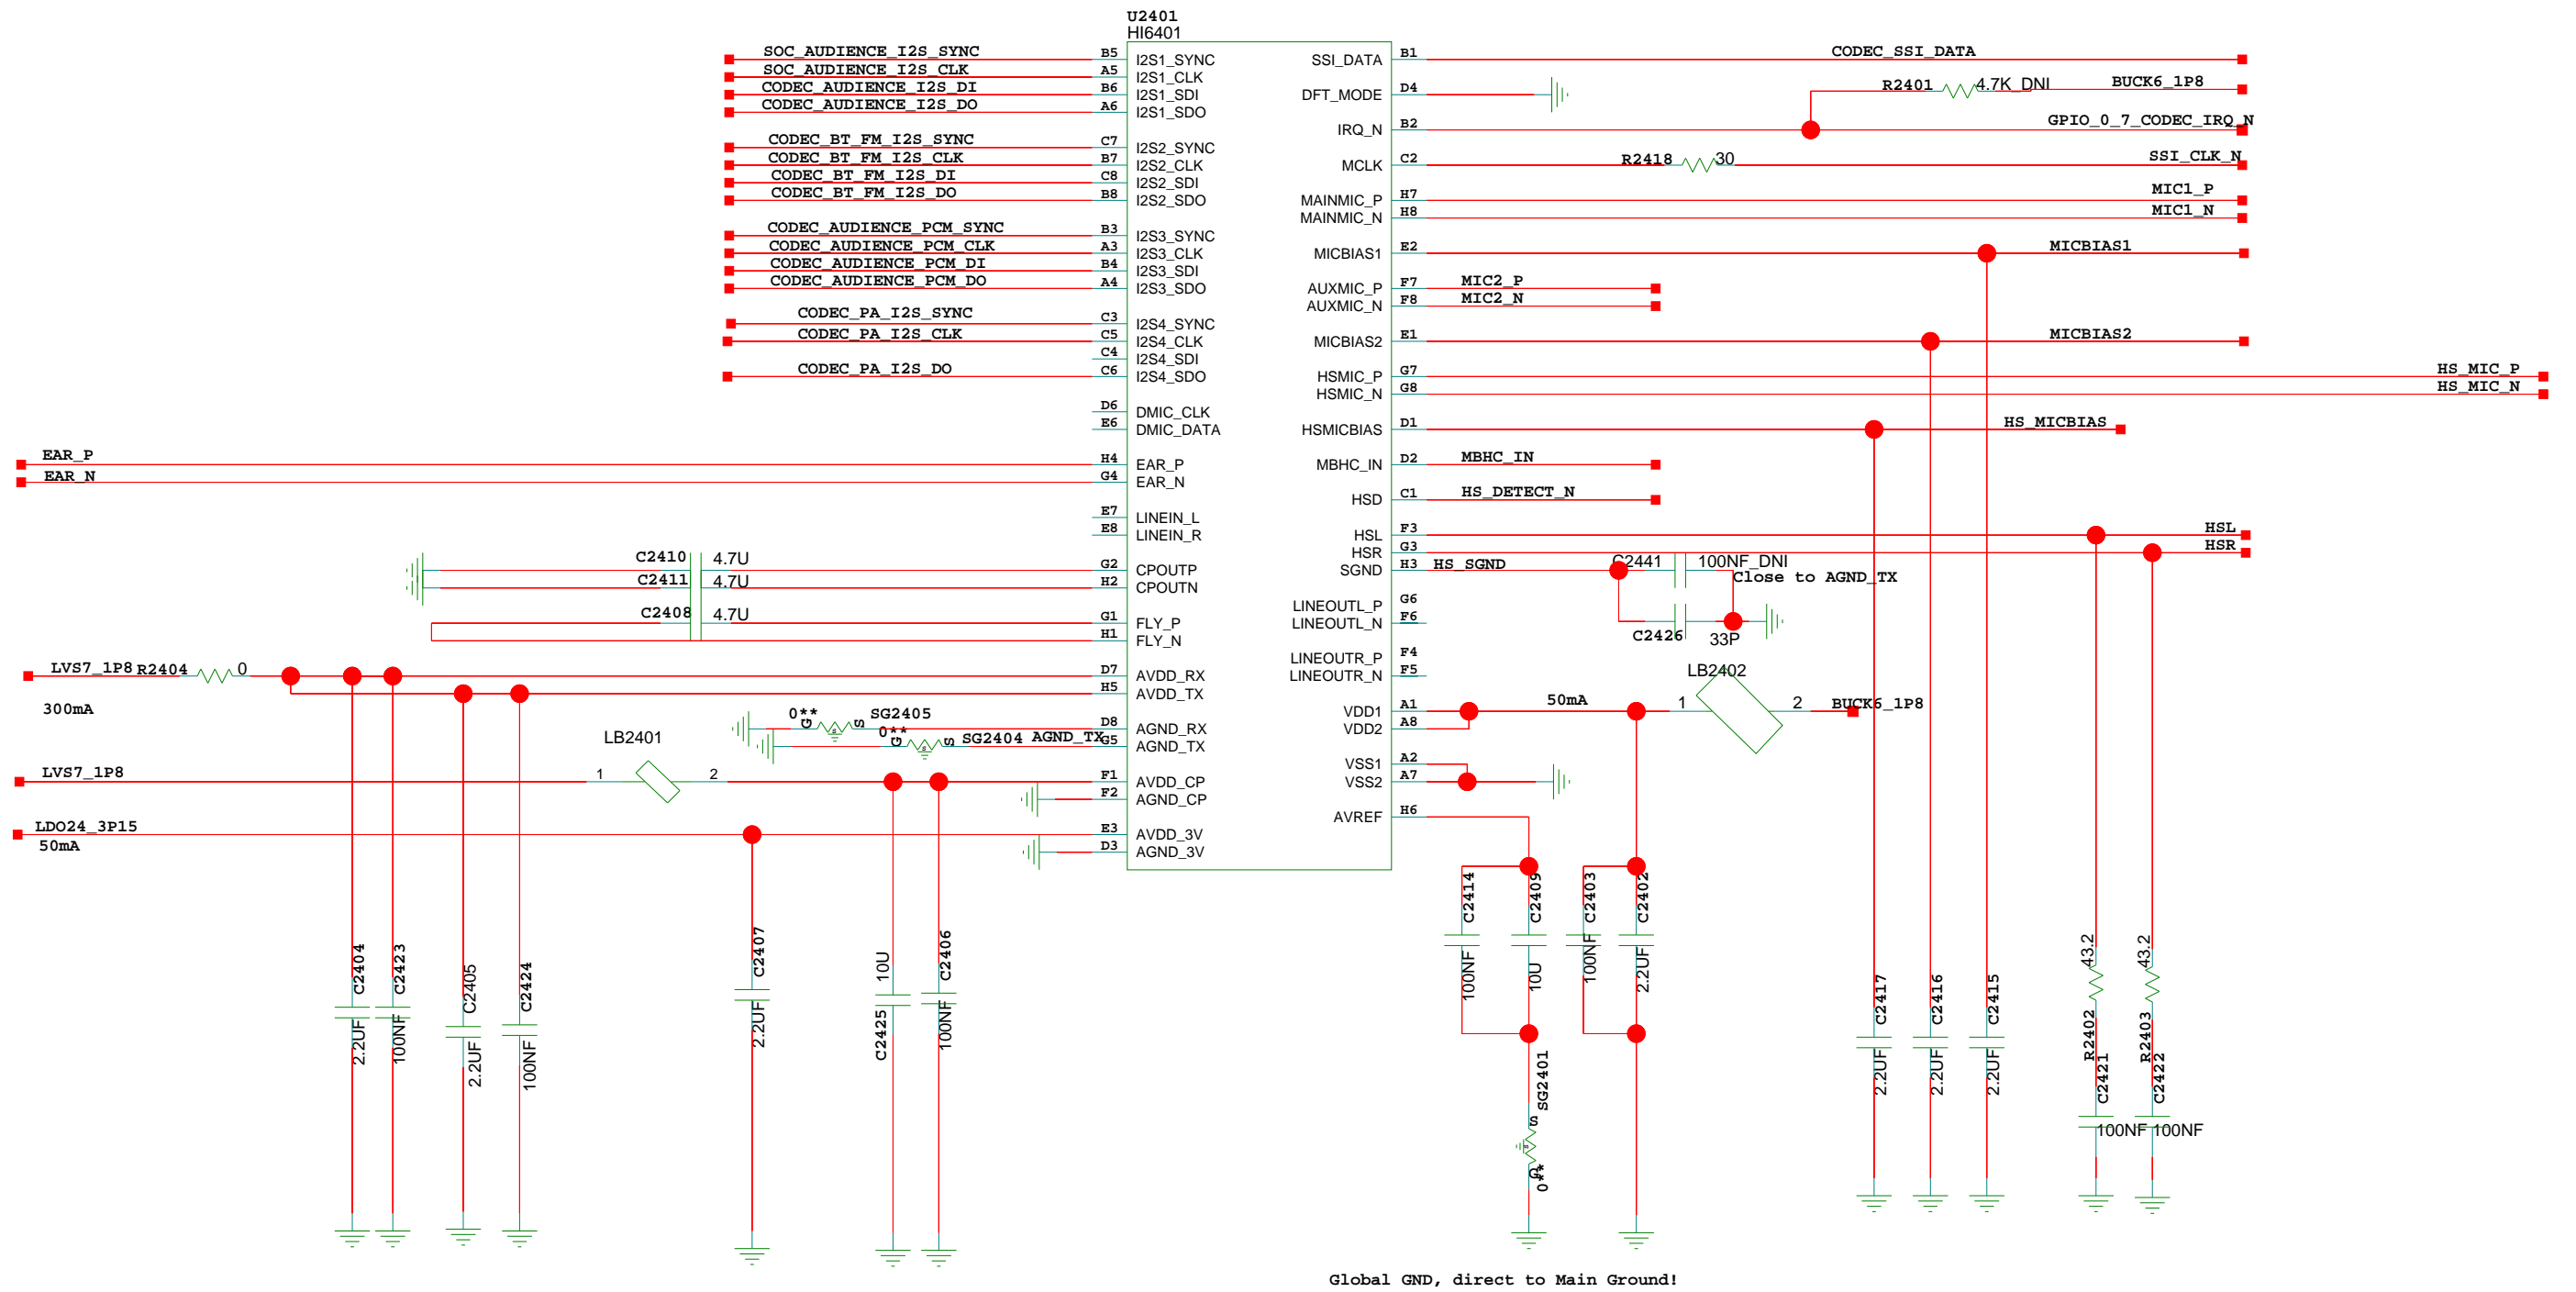 U2401
HI6401
SOC_AUDIENCE_I2S_SYNC B5 I2S1_SYNC
SOC_AUDIENCE_I2S_CLK A5 I2S1_CLK
CODEC_AUDIENCE_I2S_DI B6 I2S1_SDI
CODEC_AUDIENCE_I2S_DO A6 I2S1_SDO
CODEC_BT_FM_I2S_SYNC C7 I2S2_SYNC
CODEC_BT_FM_I2S_CLK B7 I2S2_CLK
CODEC_BT_FM_I2S_DI C8 I2S2_SDI
CODEC_BT_FM_I2S_DO B8 I2S2_SDO
CODEC_AUDIENCE_PCM_SYNC B3 I2S3_SYNC
CODEC_AUDIENCE_PCM_CLK A3 I2S3_CLK
CODEC_AUDIENCE_PCM_DI B4 I2S3_SDI
CODEC_AUDIENCE_PCM_DO A4 I2S3_SDO
CODEC_PA_I2S_SYNC C3 I2S4_SYNC
CODEC_PA_I2S_CLK C5 I2S4_CLK
C4 I2S4_SDI
CODEC_PA_I2S_DO C6 I2S4_SDO
D6 DMIC_CLK
E6 DMIC_DATA
EAR_P H4 EAR_P
EAR_N G4 EAR_N
E7 LINEIN_L
E8 LINEIN_R
C2410 4.7U G2 CPOUTP
C2411 4.7U H2 CPOUTN
C2408 4.7U G1 FLY_P
H1 FLY_N
LVS7_1P8 R2404 0 D7 AVDD_RX
H5 AVDD_TX
300mA
0** G S SG2405 D8 AGND_RX
0** G S SG2404 AGND_TX G5 AGND_TX
LB2401
LVS7_1P8 1 2 F1 AVDD_CP
F2 AGND_CP
LDO24_3P15 E3 AVDD_3V
50mA D3 AGND_3V
SSI_DATA B1 CODEC_SSI_DATA
R2401 4.7K_DNI BUCK6_1P8
DFT_MODE D4
IRQ_N B2 GPIO_0_7_CODEC_IRQ_N
MCLK C2 R2418 30 SSI_CLK_N
MAINMIC_P H7 MIC1_P
MAINMIC_N H8 MIC1_N
MICBIAS1 E2 MICBIAS1
AUXMIC_P F7 MIC2_P
AUXMIC_N F8 MIC2_N
MICBIAS2 E1 MICBIAS2
HSMIC_P G7 HS_MIC_P
HSMIC_N G8 HS_MIC_N
HSMICBIAS D1 HS_MICBIAS
MBHC_IN D2 MBHC_IN
HSD C1 HS_DETECT_N
HSL F3 HSL
HSR G3 HSR
SGND H3 HS_SGND C2441 100NF_DNI
Close to AGND_TX
LINEOUTL_P G6
LINEOUTL_N F6
C2426 33P
LINEOUTR_P F4
LINEOUTR_N F5
LB2402
VDD1 A1 50mA 1 2 BUCK6_1P8
VDD2 A8
VSS1 A2
VSS2 A7
AVREF H6
C2404 2.2UF
C2423 100NF
C2405 2.2UF
C2424 100NF
C2407 2.2UF
C2425 10U
C2406 100NF
C2414 100NF
C2409 10U
C2403 100NF
C2402 2.2UF
SG2401 S G 0**
C2417 2.2UF
C2416 2.2UF
C2415 2.2UF
R2402 43.2
R2403 43.2
C2421 100NF
C2422 100NF
Global GND, direct to Main Ground!